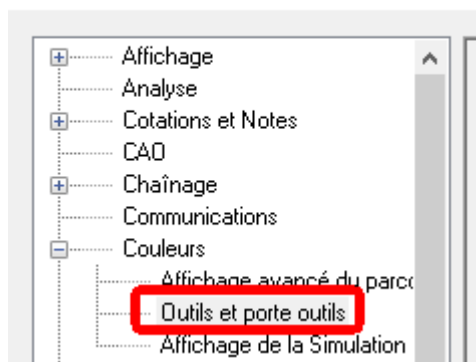 Affichage
Analyse
Cotations et Notes
CAO
Chaînage
Communications
Couleurs
Affichage avancé du parc
Outils et porte outils
Affichage de la Simulation